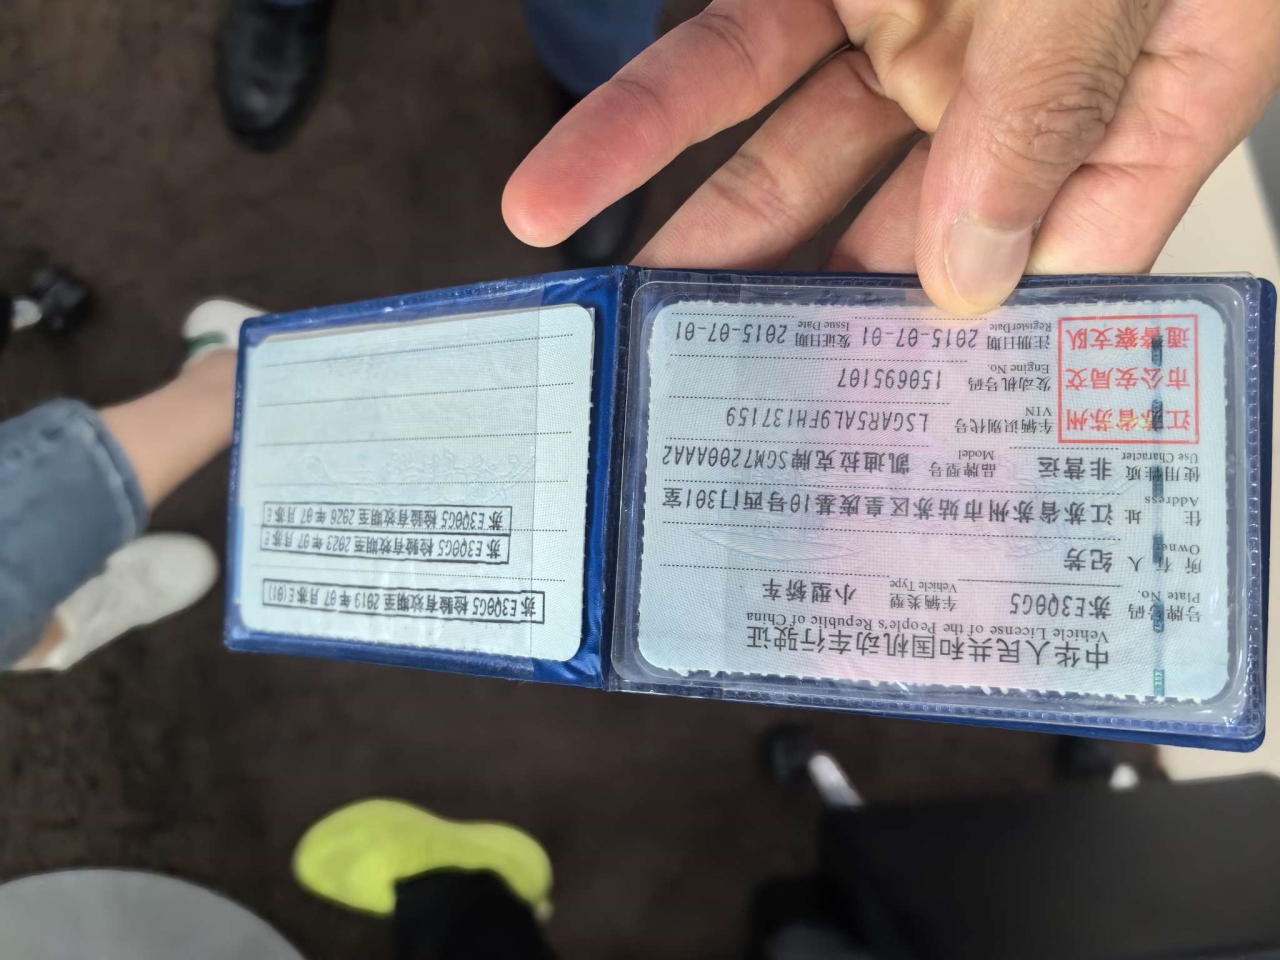 中华人民共和国机动车行驶证
Vehicle License of the People's Republic of China
号牌号码 苏E3Q0G5 车辆类型 小型轿车
Plate No. Vehicle Type
所有人 纪芳
Owner
住址 江苏省苏州市姑苏区皇废基10号西门301室
Address
使用性质 非营运 品牌型号 凯迪拉克牌SGM7200AAA2
Use Character Model
江苏省苏州
市公安局交
通警察支队
车辆识别代号 LSGAR5AL9FH137159
VIN
发动机号码 150695107
Engine No.
注册日期 2015-07-01 发证日期 2015-07-01
Register Date Issue Date
苏E3Q0G5 检验有效期至2019年07月苏E(01)
苏E3Q0G5 检验有效期至2023年07月苏E
苏E3Q0G5 检验有效期至2026年07月苏E